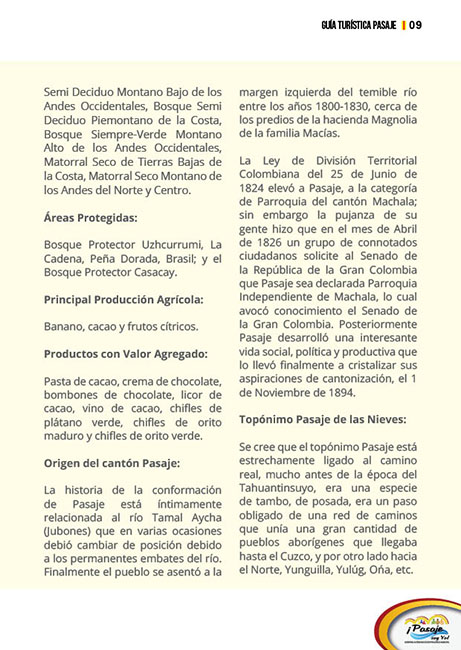 GUÍA TURÍSTICA PASAJE | 09
Semi Deciduo Montano Bajo de los
Andes Occidentales, Bosque Semi
Deciduo Piemontano de la Costa,
Bosque Siempre-Verde Montano
Alto de los Andes Occidentales,
Matorral Seco de Tierras Bajas de
la Costa, Matorral Seco Montano de
los Andes del Norte y Centro.
Áreas Protegidas:
Bosque Protector Uzhcurrumi, La
Cadena, Peña Dorada, Brasil; y el
Bosque Protector Casacay.
Principal Producción Agrícola:
Banano, cacao y frutos cítricos.
Productos con Valor Agregado:
Pasta de cacao, crema de chocolate,
bombones de chocolate, licor de
cacao, vino de cacao, chifles de
plátano verde, chifles de orito
maduro y chifles de orito verde.
Origen del cantón Pasaje:
La historia de la conformación
de Pasaje está íntimamente
relacionada al río Tamal Aycha
(Jubones) que en varias ocasiones
debió cambiar de posición debido
a los permanentes embates del río.
Finalmente el pueblo se asentó a la
margen izquierda del temible río
entre los años 1800-1830, cerca de
los predios de la hacienda Magnolia
de la familia Macías.
La Ley de División Territorial
Colombiana del 25 de Junio de
1824 elevó a Pasaje, a la categoría
de Parroquia del cantón Machala;
sin embargo la pujanza de su
gente hizo que en el mes de Abril
de 1826 un grupo de connotados
ciudadanos solicite al Senado de
la República de la Gran Colombia
que Pasaje sea declarada Parroquia
Independiente de Machala, lo cual
avocó conocimiento el Senado de
la Gran Colombia. Posteriormente
Pasaje desarrolló una interesante
vida social, política y productiva que
lo llevó finalmente a cristalizar sus
aspiraciones de cantonización, el 1
de Noviembre de 1894.
Topónimo Pasaje de las Nieves:
Se cree que el topónimo Pasaje está
estrechamente ligado al camino
real, mucho antes de la época del
Tahuantinsuyo, era una especie
de tambo, de posada, era un paso
obligado de una red de caminos
que unía una gran cantidad de
pueblos aborígenes que llegaba
hasta el Cuzco, y por otro lado hacia
el Norte, Yunguilla, Yulúg, Oña, etc.
¡Pasaje
soy Yo!